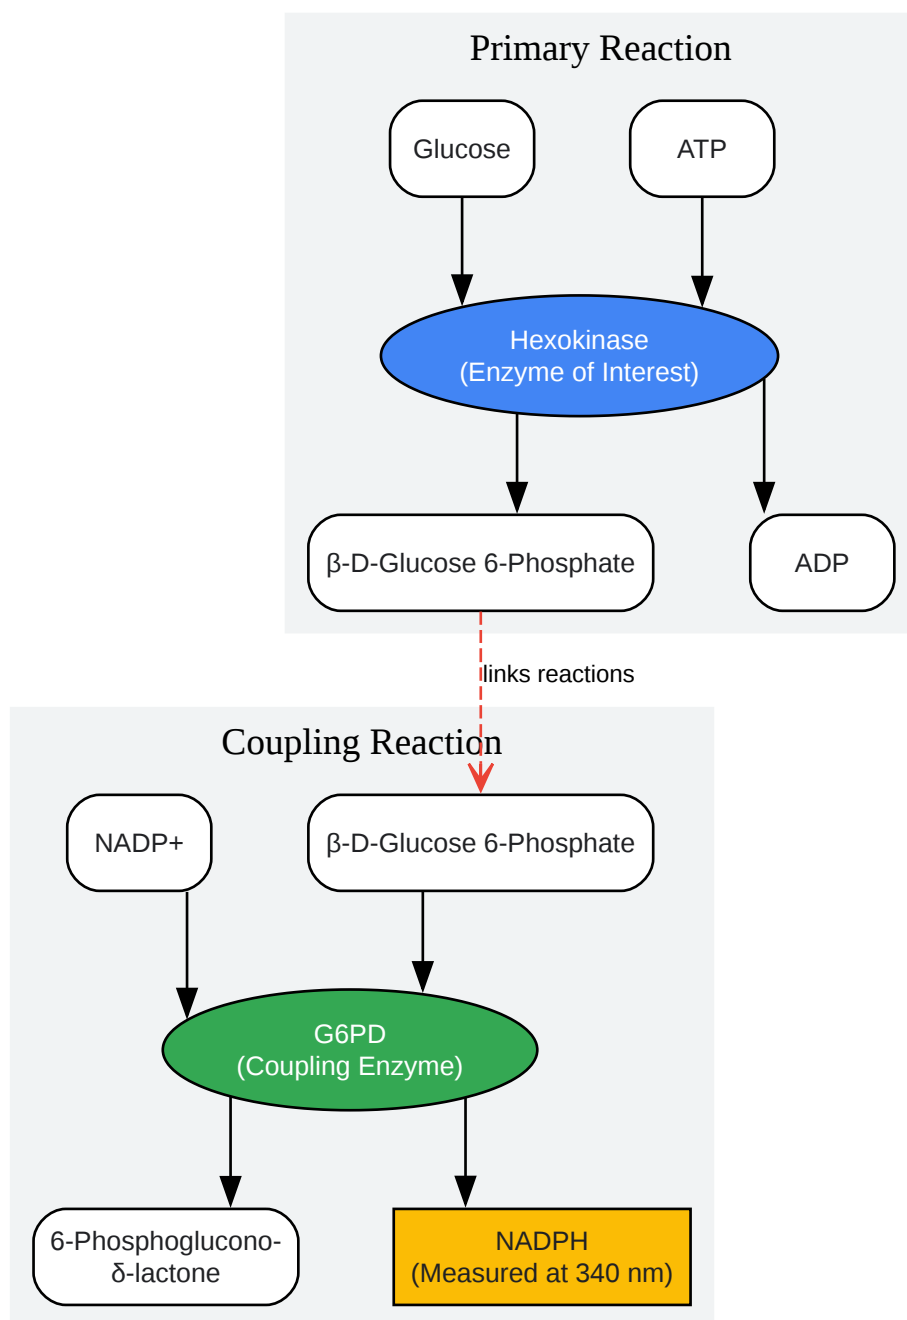 Primary Reaction
Glucose
ATP
Hexokinase
(Enzyme of Interest)
β-D-Glucose 6-Phosphate
ADP
links reactions
Coupling Reaction
NADP+
β-D-Glucose 6-Phosphate
G6PD
(Coupling Enzyme)
6-Phosphoglucono-
δ-lactone
NADPH
(Measured at 340 nm)